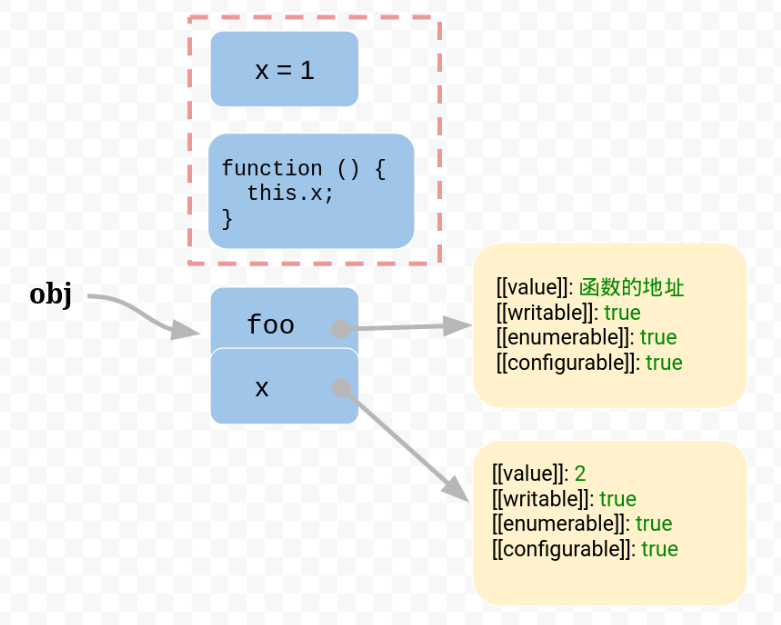 x = 1
function () {
  this.x;
}
obj
foo
x
[[value]]: 函数的地址
[[writable]]: true
[[enumerable]]: true
[[configurable]]: true
[[value]]: 2
[[writable]]: true
[[enumerable]]: true
[[configurable]]: true